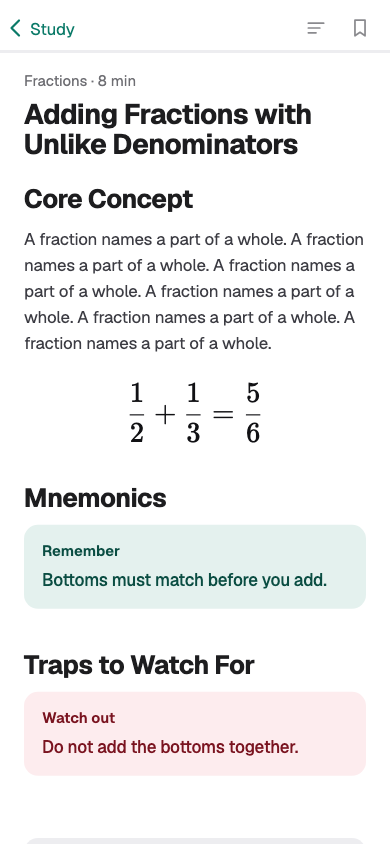 Study
Fractions · 8 min
Adding Fractions with
Unlike Denominators
Core Concept
A fraction names a part of a whole. A fraction
names a part of a whole. A fraction names a
part of a whole. A fraction names a part of a
whole. A fraction names a part of a whole. A
fraction names a part of a whole.
1/2 + 1/3 = 5/6
Mnemonics
Remember
Bottoms must match before you add.
Traps to Watch For
Watch out
Do not add the bottoms together.